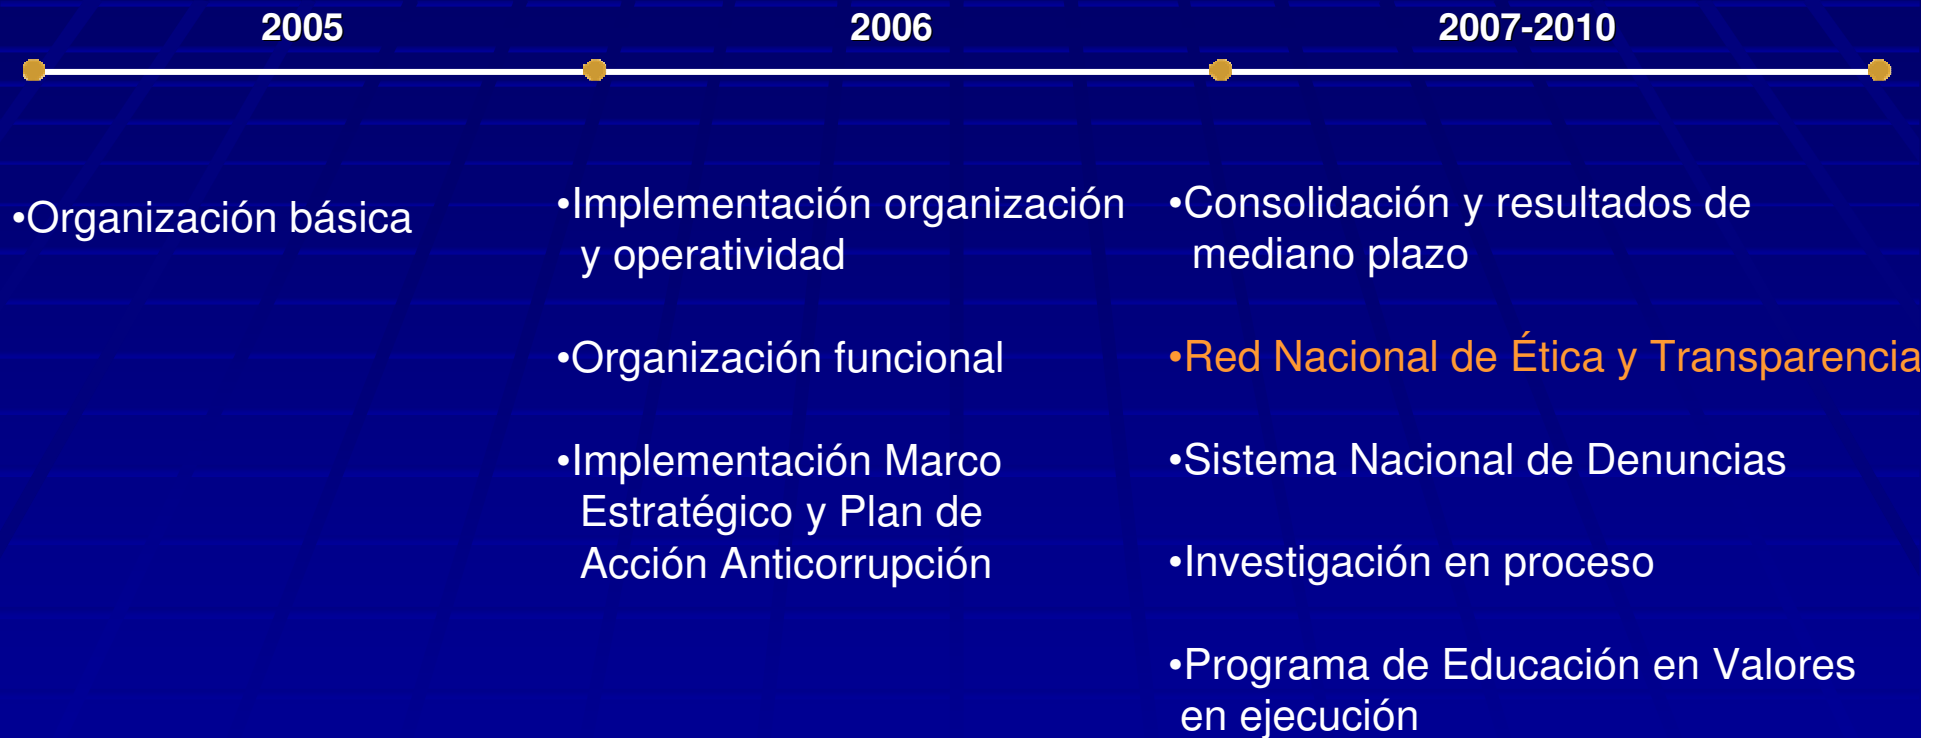 2005
2006
2007-2010
•Organización básica
•Implementación organización
y operatividad
•Organización funcional
•Implementación Marco
Estratégico y Plan de
Acción Anticorrupción
•Consolidación y resultados de
mediano plazo
•Red Nacional de Ética y Transparencia
•Sistema Nacional de Denuncias
•Investigación en proceso
•Programa de Educación en Valores
en ejecución